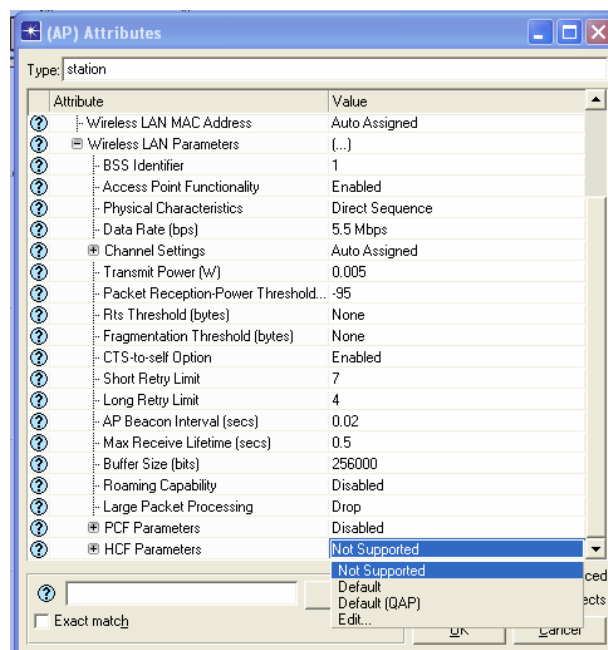 (AP) Attributes
Type: station
Attribute Value
Wireless LAN MAC Address Auto Assigned
Wireless LAN Parameters (...)
BSS Identifier 1
Access Point Functionality Enabled
Physical Characteristics Direct Sequence
Data Rate (bps) 5.5 Mbps
Channel Settings Auto Assigned
Transmit Power (W) 0.005
Packet Reception-Power Threshold... -95
Rts Threshold (bytes) None
Fragmentation Threshold (bytes) None
CTS-to-self Option Enabled
Short Retry Limit 7
Long Retry Limit 4
AP Beacon Interval (secs) 0.02
Max Receive Lifetime (secs) 0.5
Buffer Size (bits) 256000
Roaming Capability Disabled
Large Packet Processing Drop
PCF Parameters Disabled
HCF Parameters Not Supported
Not Supported
Default
Default (QAP)
Edit...
ced
ects
Exact match
OK Cancel